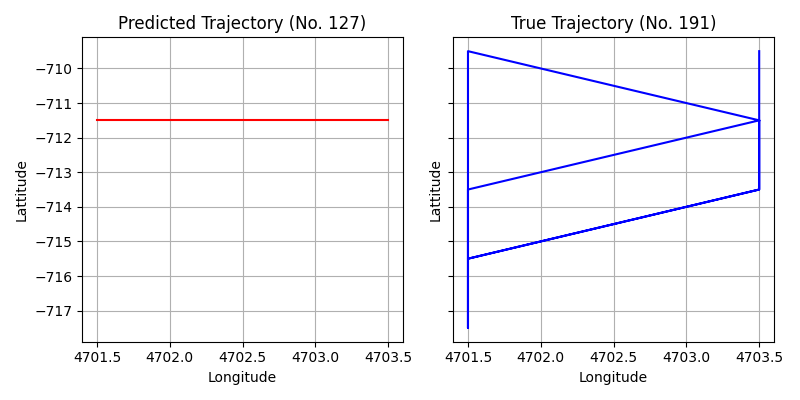 Predicted Trajectory (No. 127)
True Trajectory (No. 191)
−710
−711
−712
−713
−714
−715
−716
−717
Lattitude
Lattitude
4701.5 4702.0 4702.5 4703.0 4703.5
4701.5 4702.0 4702.5 4703.0 4703.5
Longitude
Longitude